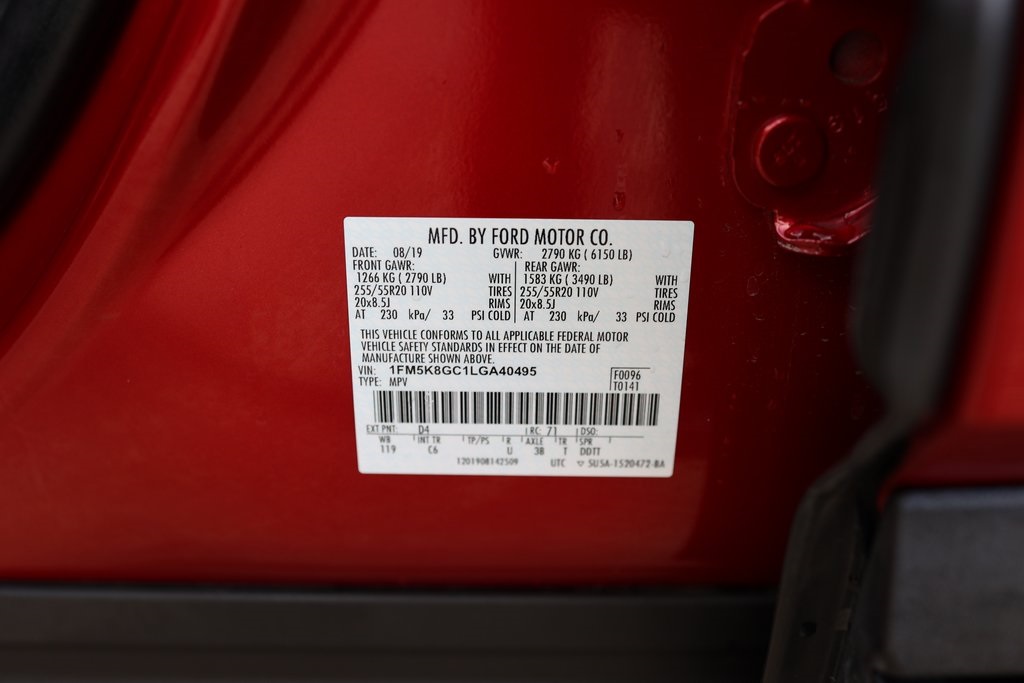 MFD. BY FORD MOTOR CO.
DATE: 08/19 GVWR: 2790 KG ( 6150 LB)
FRONT GAWR: REAR GAWR:
1266 KG ( 2790 LB) WITH 1583 KG ( 3490 LB) WITH
255/55R20 110V TIRES 255/55R20 110V TIRES
20x8.5J RIMS 20x8.5J RIMS
AT 230 kPa/ 33 PSI COLD AT 230 kPa/ 33 PSI COLD
THIS VEHICLE CONFORMS TO ALL APPLICABLE FEDERAL MOTOR
VEHICLE SAFETY STANDARDS IN EFFECT ON THE DATE OF
MANUFACTURE SHOWN ABOVE.
VIN: 1FM5K8GC1LGA40495 F0096
TYPE: MPV T0141
EXT PNT: D4 RC: 71 DSO:
WB INT TR TP/PS R AXLE TR SPR
119 C6 U 3B T DDTT
1201908142509 UTC ▽ SU5A-1520472-BA